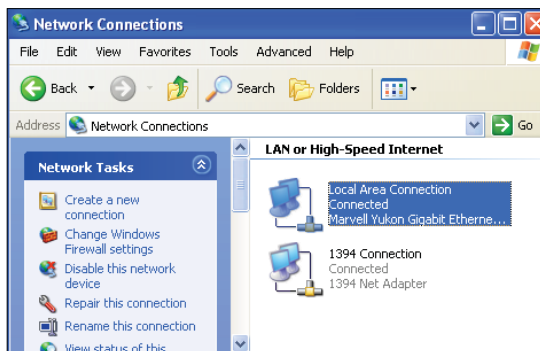 Network Connections
File Edit View Favorites Tools Advanced Help
Back Search Folders
Address Network Connections Go
Network Tasks
Create a new
connection
Change Windows
Firewall settings
Disable this network
device
Repair this connection
Rename this connection
View status of this
LAN or High-Speed Internet
Local Area Connection
Connected
Marvell Yukon Gigabit Etherne...
1394 Connection
Connected
1394 Net Adapter